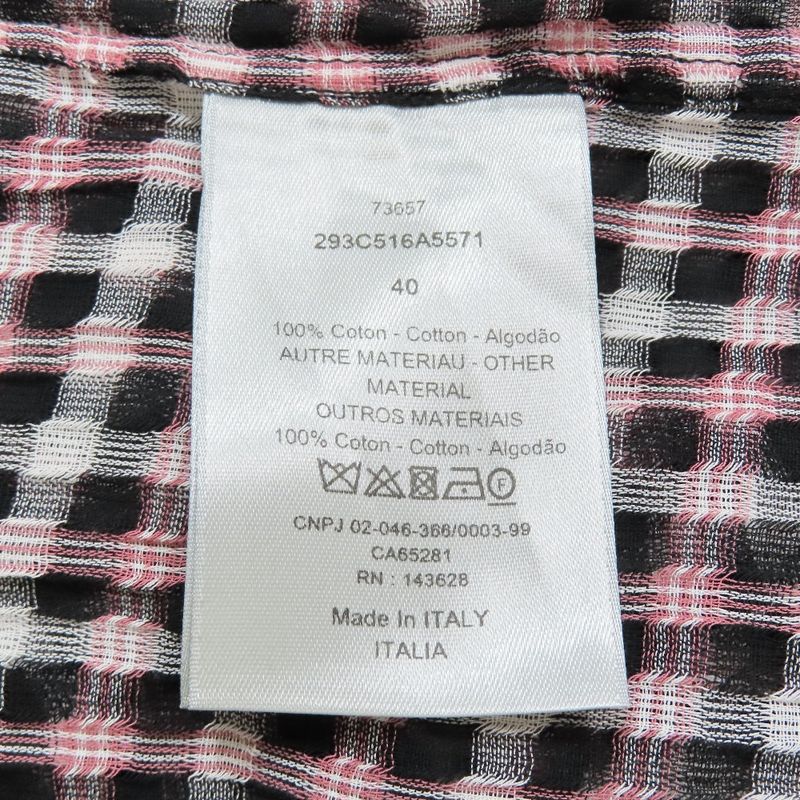 73657
293C516A5571
40
100% Coton - Cotton - Algodão
AUTRE MATERIAU - OTHER
MATERIAL
OUTROS MATERIAIS
100% Coton - Cotton - Algodão
F
CNPJ 02-046-366/0003-99
CA65281
RN : 143628
Made In ITALY
ITALIA